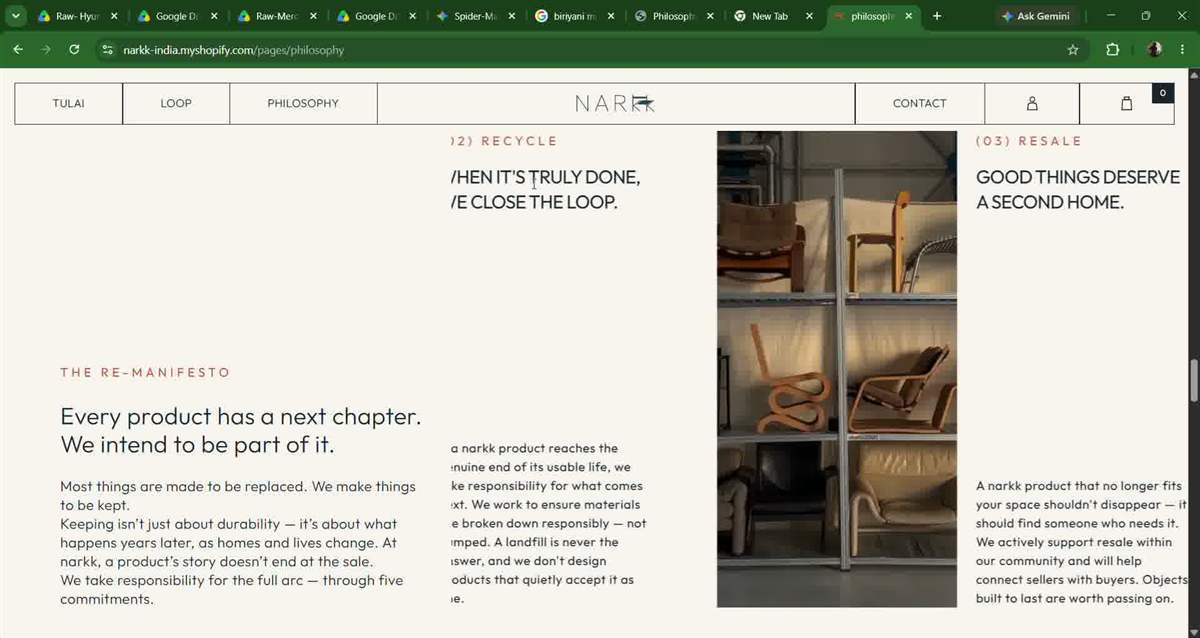 Raw- Hyu
Google D
Raw-Merc
Google D
Spider-Ma
biriyani m
Philosoph
New Tab
philosoph
Ask Gemini
narkk-india.myshopify.com/pages/philosophy
TULAI
LOOP
PHILOSOPHY
NARKK
CONTACT
0
THE RE-MANIFESTO
Every product has a next chapter.
We intend to be part of it.
Most things are made to be replaced. We make things
to be kept.
Keeping isn't just about durability — it's about what
happens years later, as homes and lives change. At
narkk, a product's story doesn't end at the sale.
We take responsibility for the full arc — through five
commitments.
02) RECYCLE
WHEN IT'S TRULY DONE,
WE CLOSE THE LOOP.
a narkk product reaches the
enuine end of its usable life, we
ke responsibility for what comes
ext. We work to ensure materials
e broken down responsibly — not
umped. A landfill is never the
swer, and we don't design
oducts that quietly accept it as
e.
(03) RESALE
GOOD THINGS DESERVE
A SECOND HOME.
A narkk product that no longer fits
your space shouldn't disappear — it
should find someone who needs it.
We actively support resale within
our community and will help
connect sellers with buyers. Objects
built to last are worth passing on.